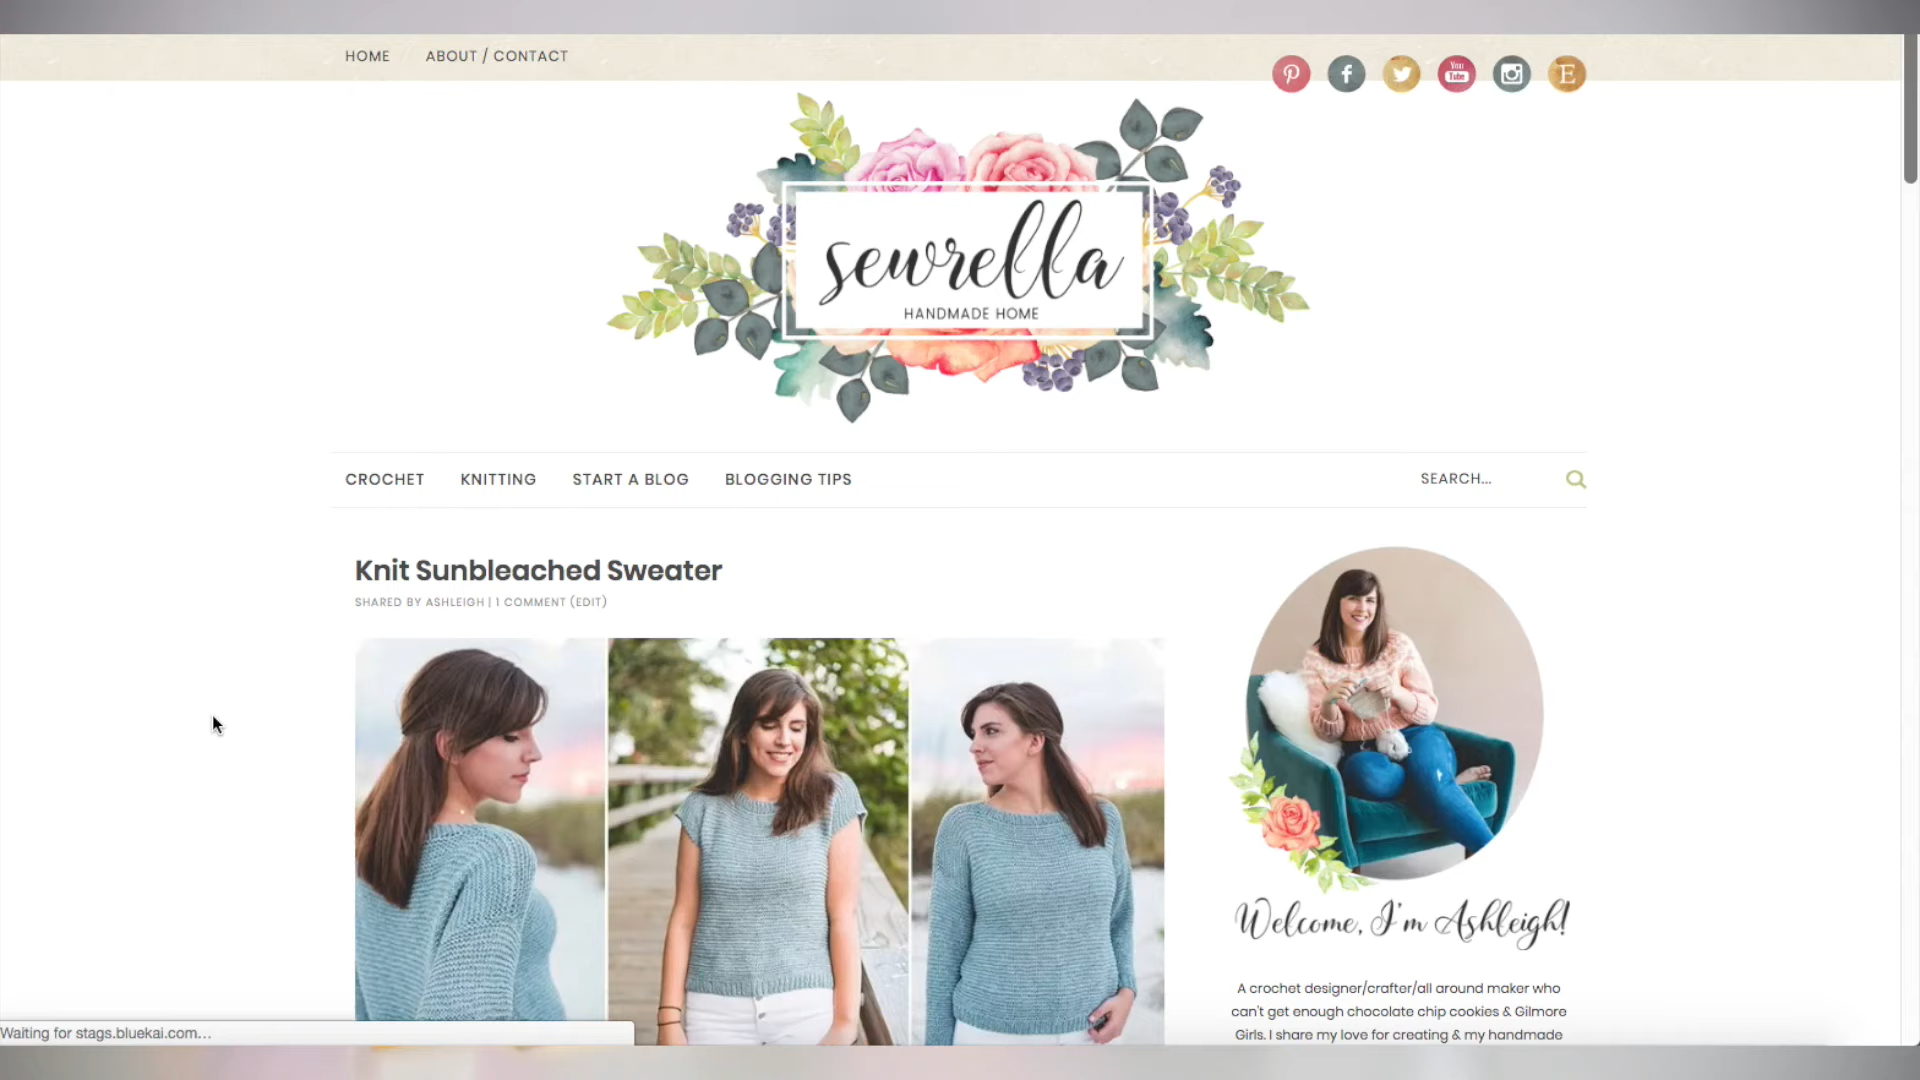 HOME ABOUT / CONTACT
You
Tube
E
sewrella
HANDMADE HOME
CROCHET KNITTING START A BLOG BLOGGING TIPS SEARCH...
Knit Sunbleached Sweater
SHARED BY ASHLEIGH | 1 COMMENT (EDIT)
Welcome, I'm Ashleigh!
A crochet designer/crafter/all around maker who
can't get enough chocolate chip cookies & Gilmore
Girls. I share my love for creating & my handmade
Waiting for stags.bluekai.com...